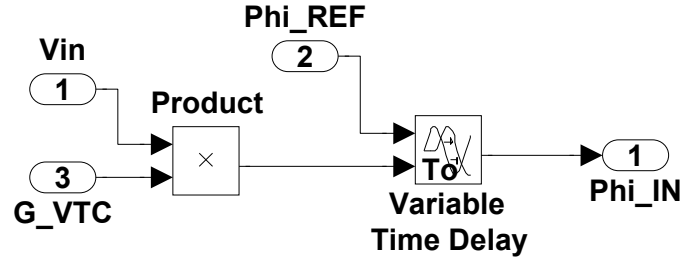 Phi_REF
2
Vin
1
Product
×
3
G_VTC
To
Variable
Time Delay
1
Phi_IN